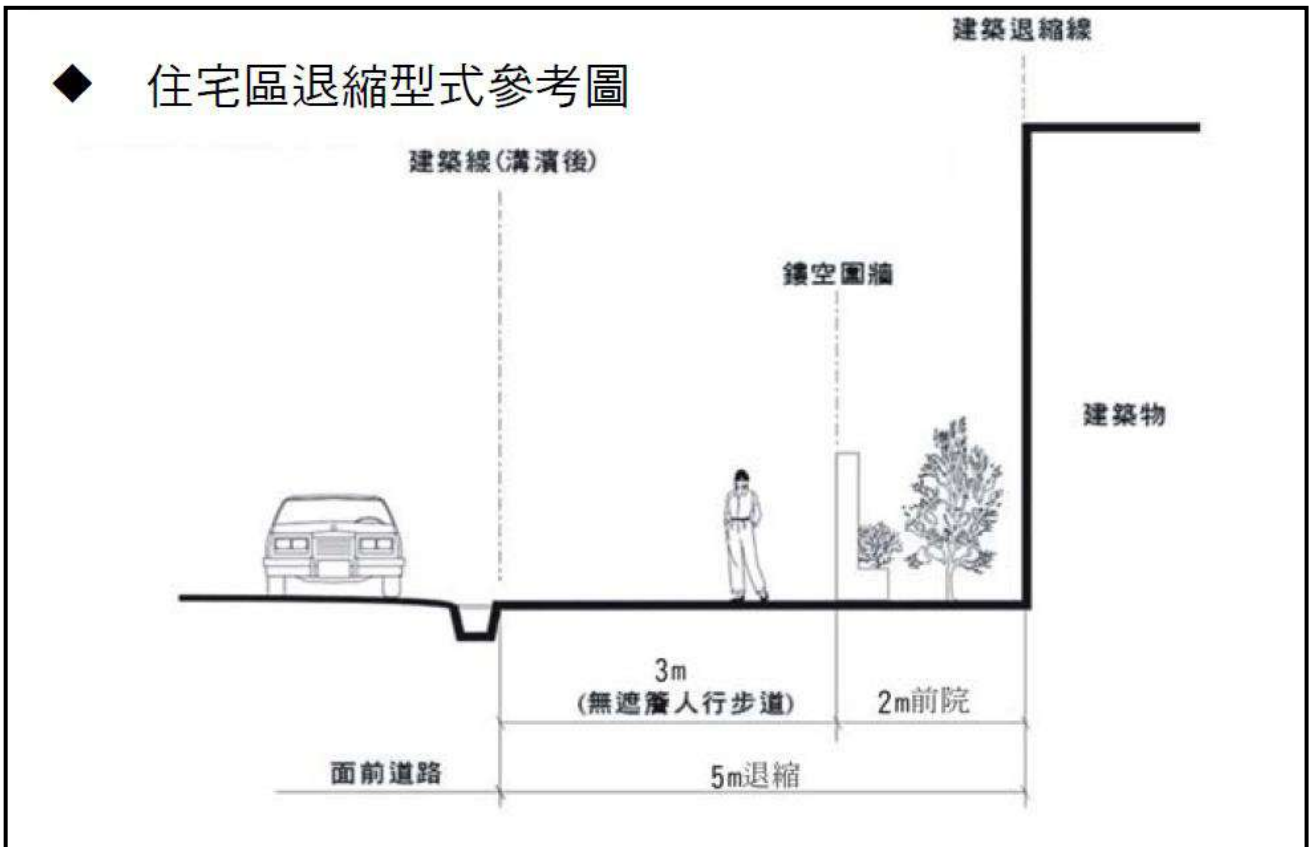 建築退縮線
◆ 住宅區退縮型式參考圖
建築線(溝濱後)
鏤空圍牆
建築物
3m
(無遮簷人行步道)
2m前院
面前道路
5m退縮